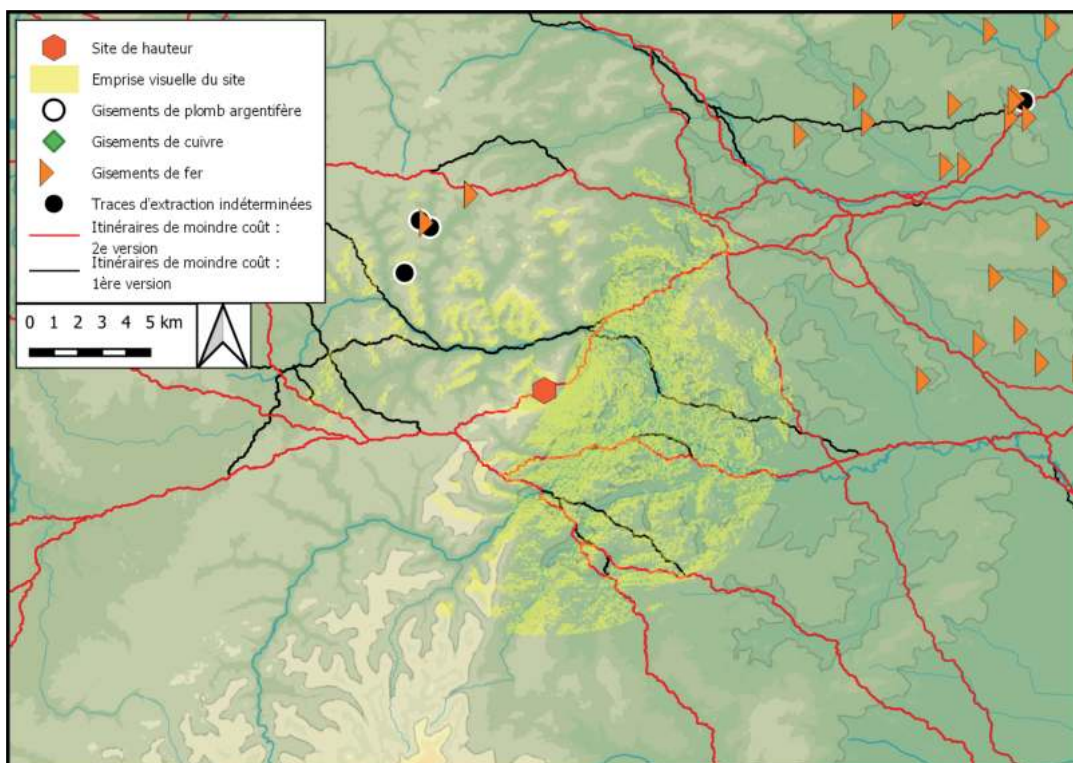 Site de hauteur
Emprise visuelle du site
Gisements de plomb argentifère
Gisements de cuivre
Gisements de fer
Traces d'extraction indéterminées
Itinéraires de moindre coût :
2e version
Itinéraires de moindre coût :
1ère version
0 1 2 3 4 5 km